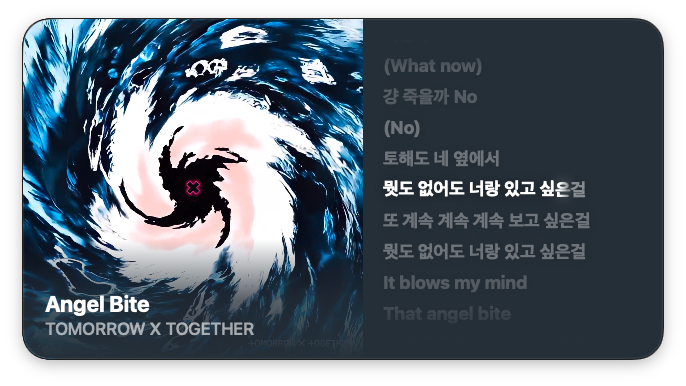 Angel Bite
TOMORROW X TOGETHER
(What now)
걍 죽을까 No
(No)
토해도 네 옆에서
뭣도 없어도 너랑 있고 싶은걸
또 계속 계속 계속 보고 싶은걸
뭣도 없어도 너랑 있고 싶은걸
It blows my mind
That angel bite